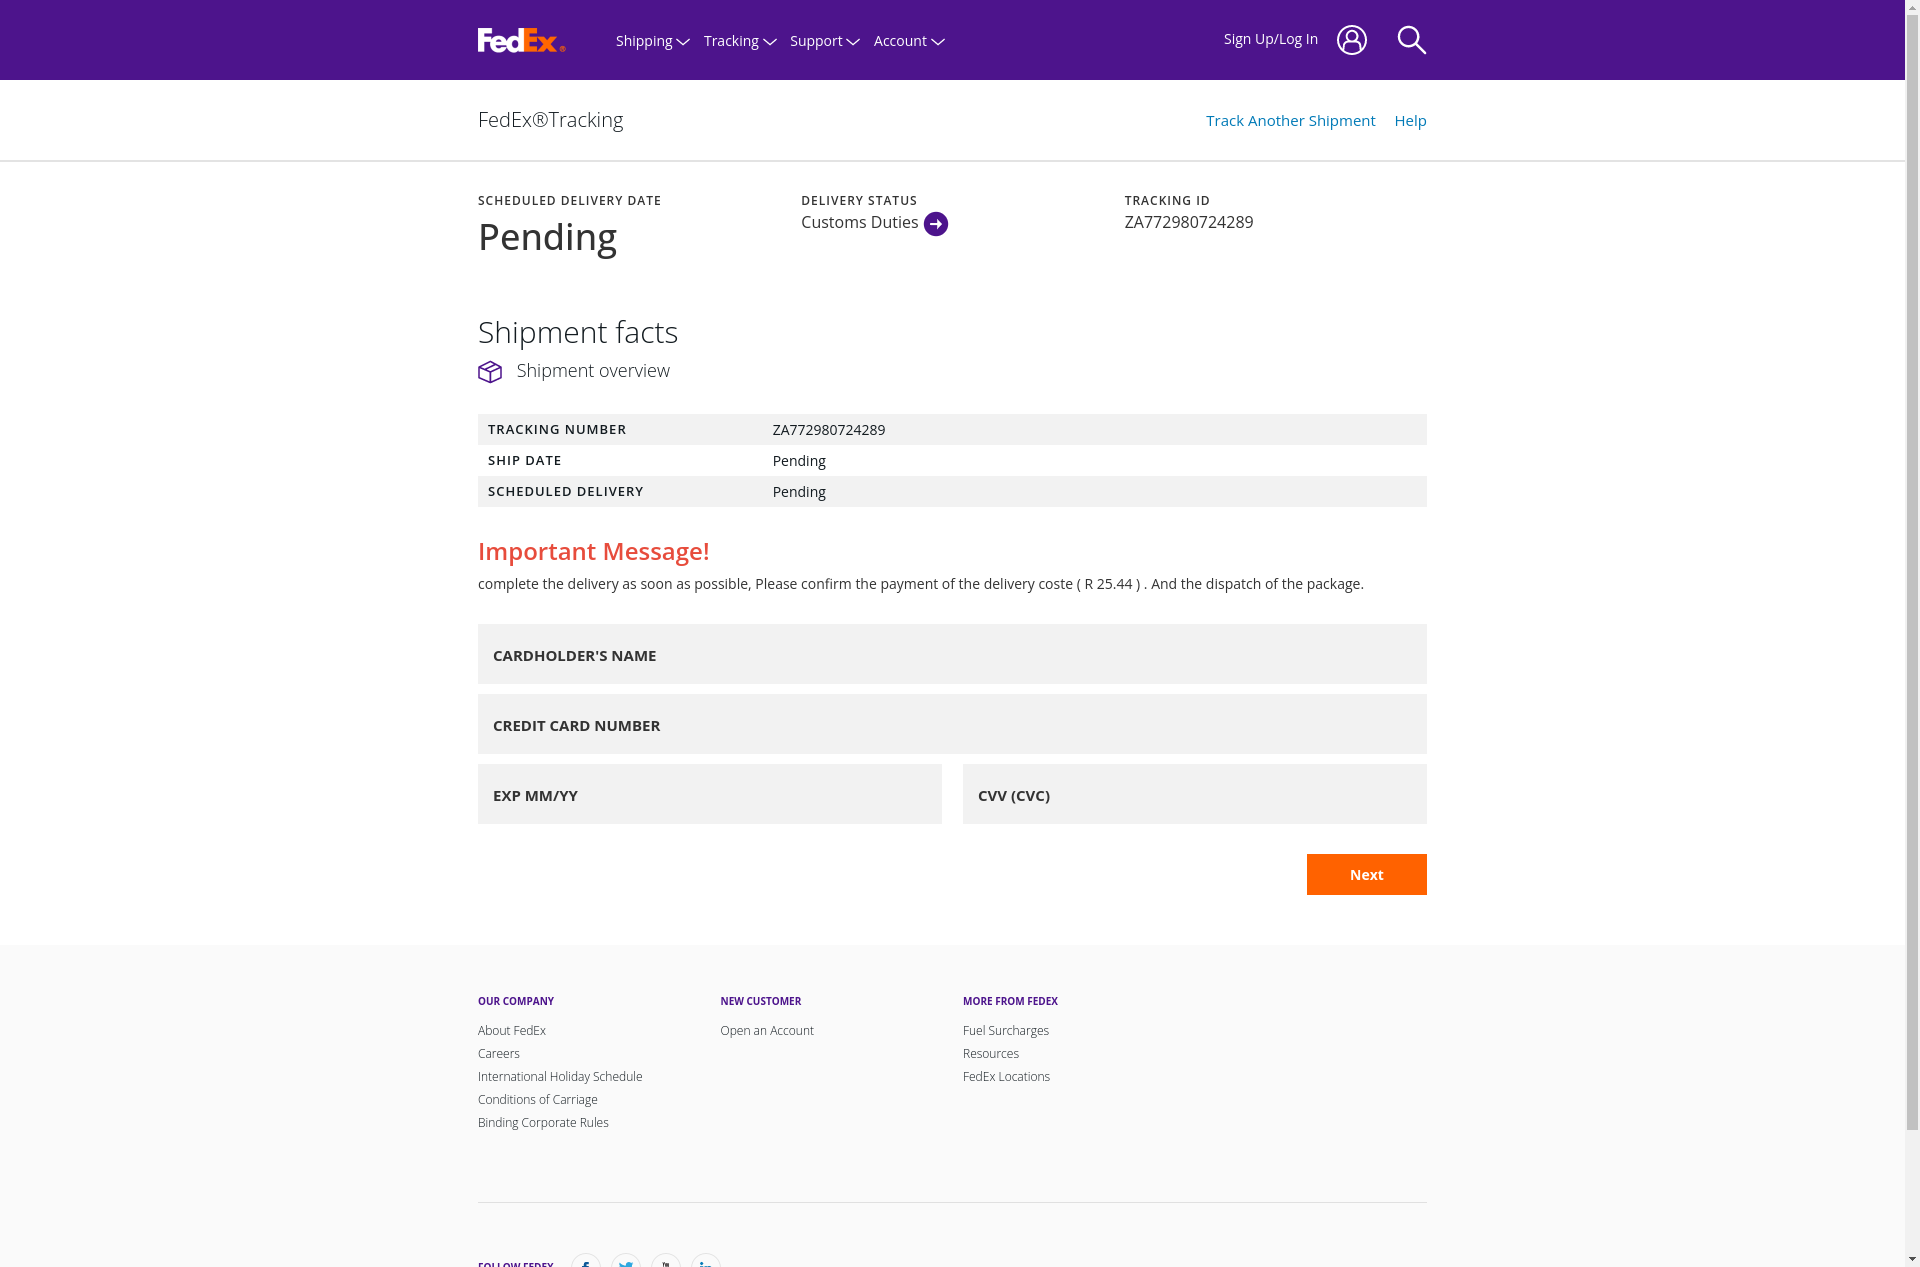 FedEx®
Shipping Tracking Support Account
Sign Up/Log In
FedEx®Tracking
Track Another Shipment Help
SCHEDULED DELIVERY DATE
Pending
DELIVERY STATUS
Customs Duties
TRACKING ID
ZA772980724289
Shipment facts
Shipment overview
TRACKING NUMBER ZA772980724289
SHIP DATE Pending
SCHEDULED DELIVERY Pending
Important Message!
complete the delivery as soon as possible, Please confirm the payment of the delivery coste ( R 25.44 ) . And the dispatch of the package.
CARDHOLDER'S NAME
CREDIT CARD NUMBER
EXP MM/YY
CVV (CVC)
Next
OUR COMPANY
About FedEx
Careers
International Holiday Schedule
Conditions of Carriage
Binding Corporate Rules
NEW CUSTOMER
Open an Account
MORE FROM FEDEX
Fuel Surcharges
Resources
FedEx Locations
FOLLOW FEDEX